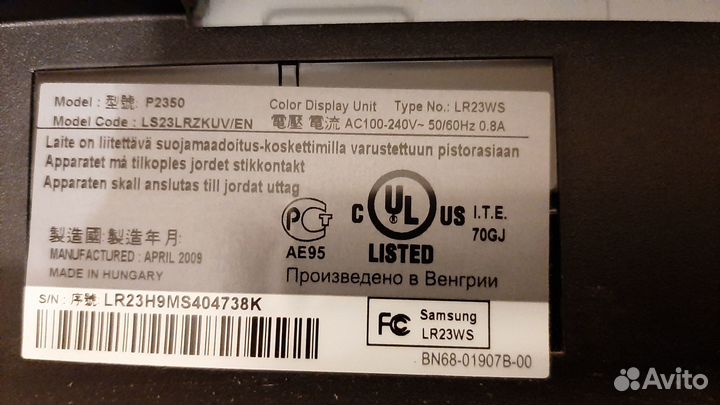 Model : 型號: P2350 Color Display Unit Type No.: LR23WS
Model Code : LS23LRZKUV/EN 電壓 電流 AC100-240V~ 50/60Hz 0.8A
Laite on liitettävä suojamaadoitus-koskettimilla varustettuun pistorasiaan
Apparatet må tilkoples jordet stikkontakt
Apparaten skall anslutas till jordat uttag
製造國: 製造年月:
MANUFACTURED : APRIL 2009
MADE IN HUNGARY
PCT
AE95
C UL US
LISTED
I.T.E.
70GJ
Произведено в Венгрии
S/N : 序號: LR23H9MS404738K
FC Samsung
LR23WS
BN68-01907B-00
Avito